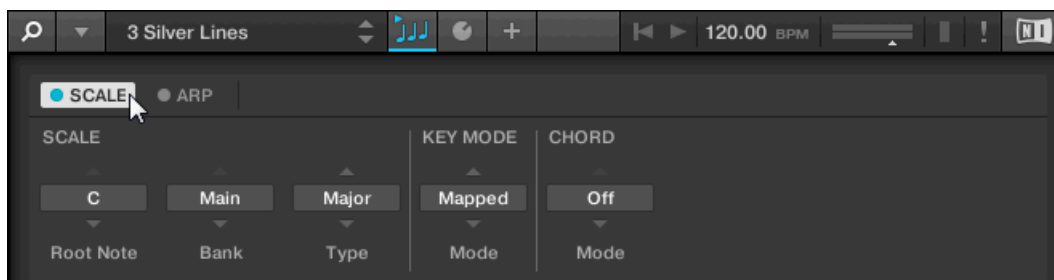 3 Silver Lines 120.00 BPM ! NI
SCALE ARP
SCALE KEY MODE CHORD
C Main Major Mapped Off
Root Note Bank Type Mode Mode